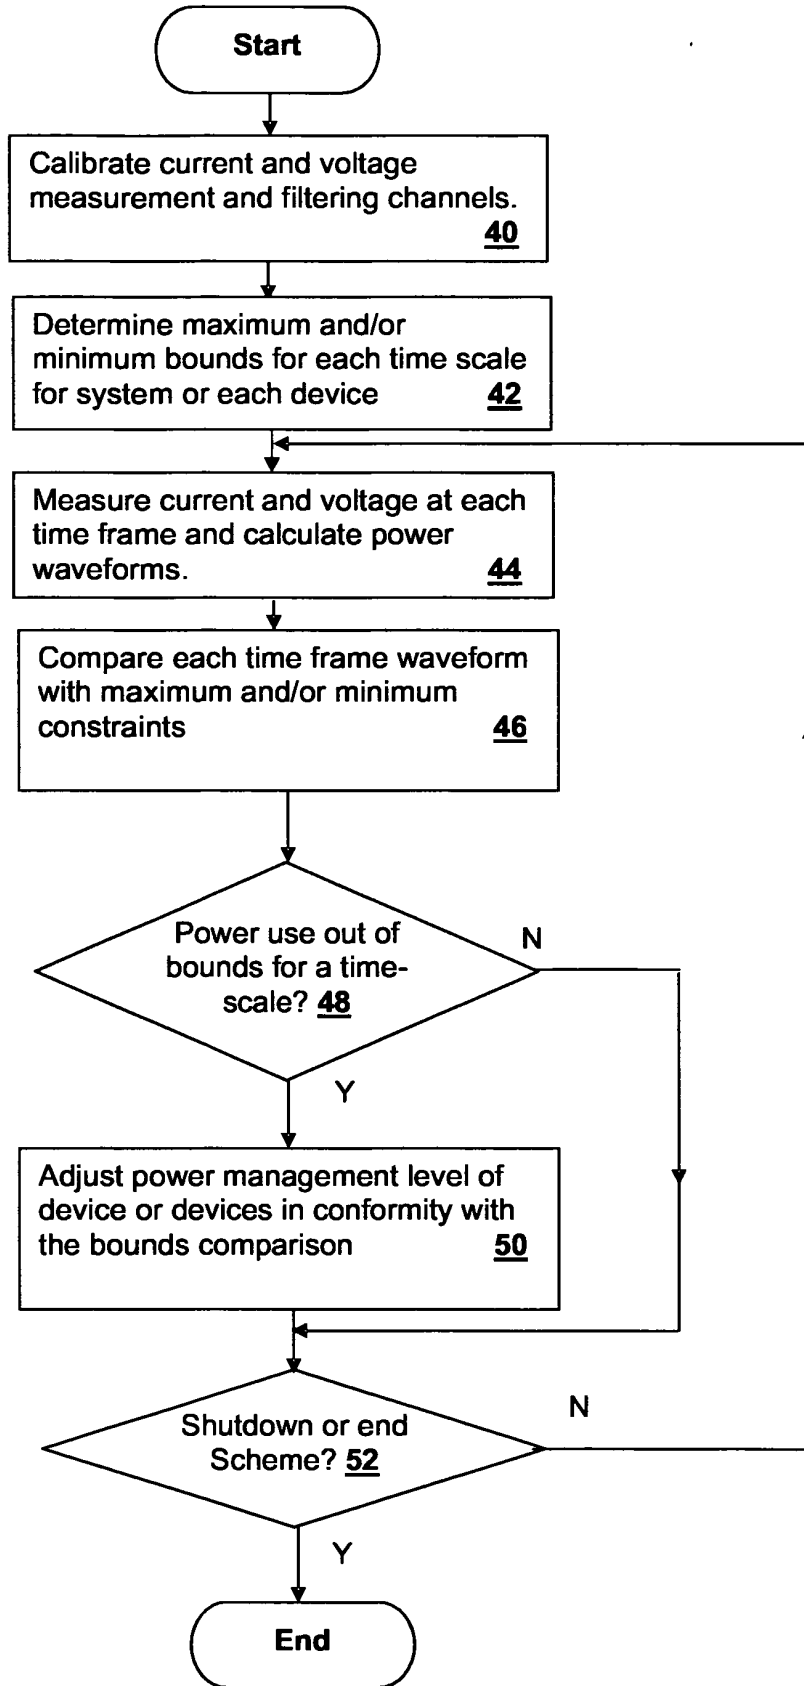 Start
Calibrate current and voltage
measurement and filtering channels.
40
Determine maximum and/or
minimum bounds for each time scale
for system or each device 42
Measure current and voltage at each
time frame and calculate power
waveforms. 44
Compare each time frame waveform
with maximum and/or minimum
constraints 46
Power use out of
bounds for a time-
scale? 48
N
Y
Adjust power management level of
device or devices in conformity with
the bounds comparison 50
Shutdown or end
Scheme? 52
N
Y
End